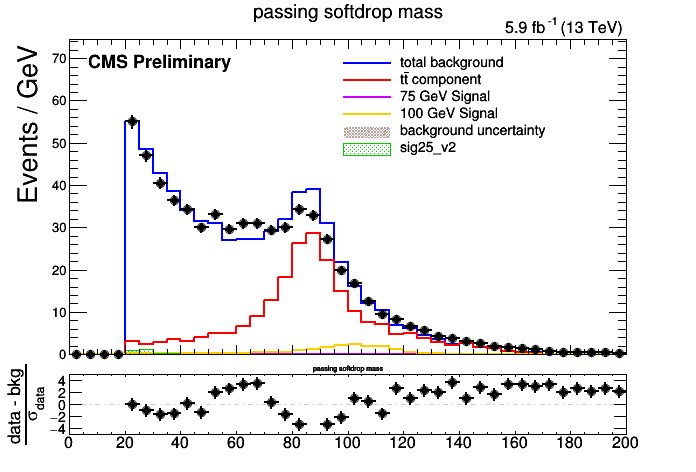 passing softdrop mass
5.9 fb⁻¹ (13 TeV)
CMS Preliminary
total background
tt̄ component
75 GeV Signal
100 GeV Signal
background uncertainty
sig25_v2
Events / GeV
70
60
50
40
30
20
10
0
passing softdrop mass
data - bkg
σ_data
4
2
0
−2
−4
0 20 40 60 80 100 120 140 160 180 200